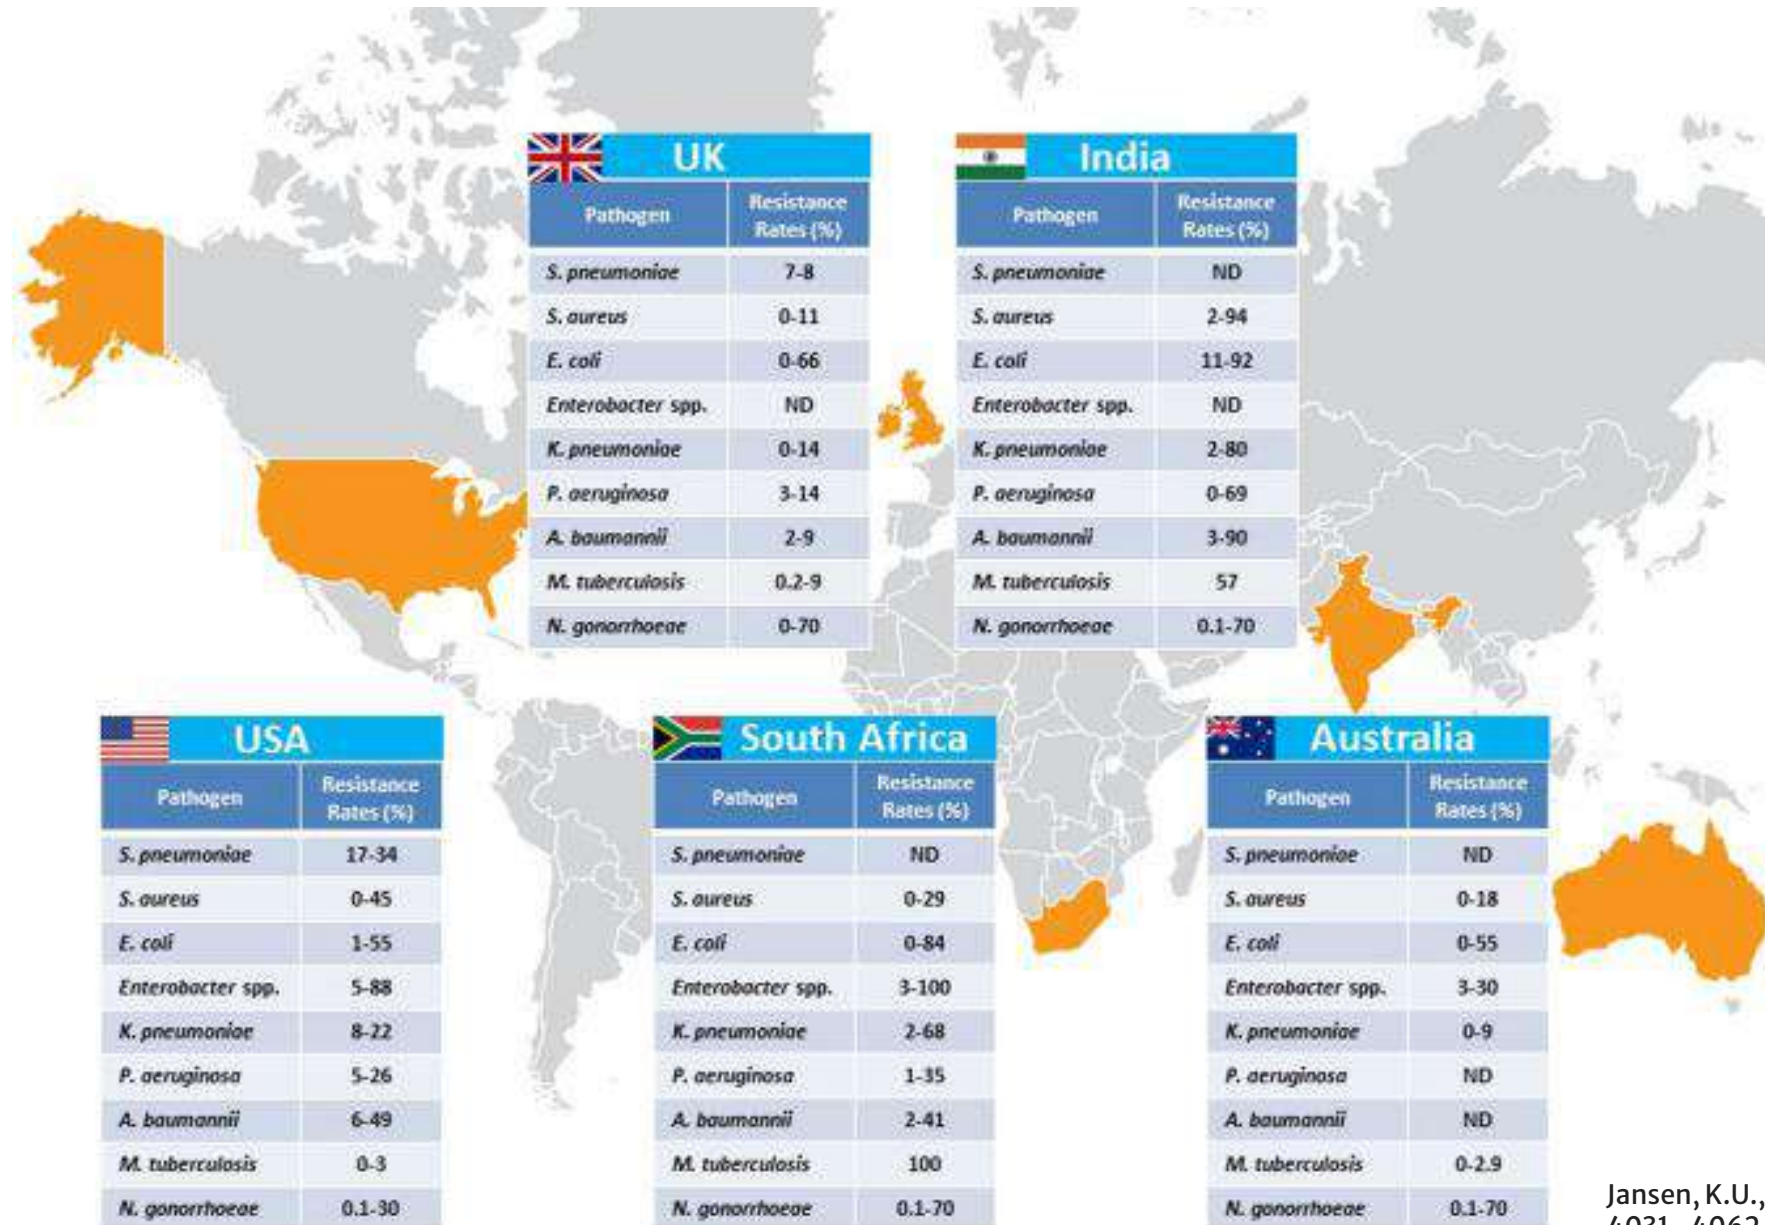 UK
Pathogen Resistance Rates (%)
S. pneumoniae 7-8
S. aureus 0-11
E. coli 0-66
Enterobacter spp. ND
K. pneumoniae 0-14
P. aeruginosa 3-14
A. baumannii 2-9
M. tuberculosis 0.2-9
N. gonorrhoeae 0-70
India
Pathogen Resistance Rates (%)
S. pneumoniae ND
S. aureus 2-94
E. coli 11-92
Enterobacter spp. ND
K. pneumoniae 2-80
P. aeruginosa 0-69
A. baumannii 3-90
M. tuberculosis 57
N. gonorrhoeae 0.1-70
USA
Pathogen Resistance Rates (%)
S. pneumoniae 17-34
S. aureus 0-45
E. coli 1-55
Enterobacter spp. 5-88
K. pneumoniae 8-22
P. aeruginosa 5-26
A. baumannii 6-49
M. tuberculosis 0-3
N. gonorrhoeae 0.1-30
South Africa
Pathogen Resistance Rates (%)
S. pneumoniae ND
S. aureus 0-29
E. coli 0-84
Enterobacter spp. 3-100
K. pneumoniae 2-68
P. aeruginosa 1-35
A. baumannii 2-41
M. tuberculosis 100
N. gonorrhoeae 0.1-70
Australia
Pathogen Resistance Rates (%)
S. pneumoniae ND
S. aureus 0-18
E. coli 0-55
Enterobacter spp. 3-30
K. pneumoniae 0-9
P. aeruginosa ND
A. baumannii ND
M. tuberculosis 0-2.9
N. gonorrhoeae 0.1-70
Jansen, K.U.,